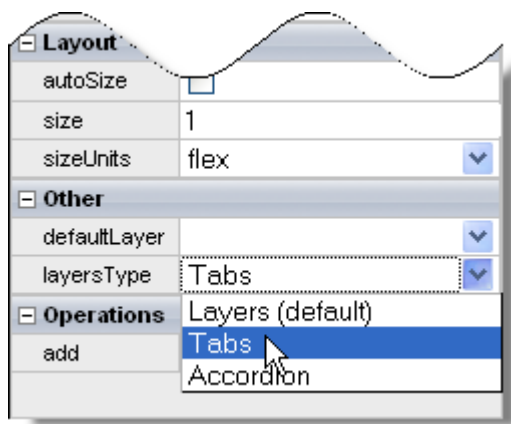 Layout
autoSize
size 1
sizeUnits flex
Other
defaultLayer
layersType Tabs
Operations Layers (default)
add Tabs
Accordion